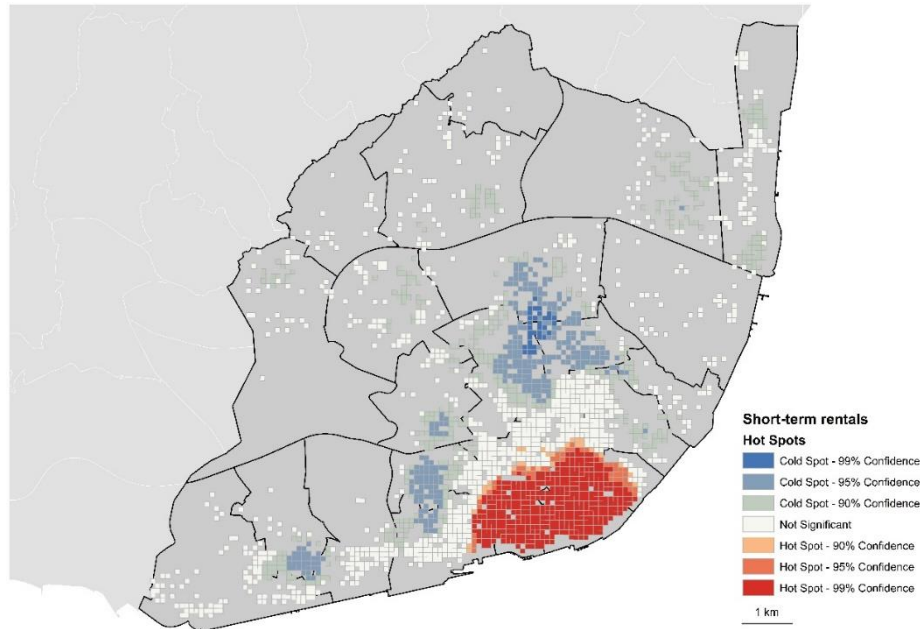 Short-term rentals
Hot Spots
Cold Spot - 99% Confidence
Cold Spot - 95% Confidence
Cold Spot - 90% Confidence
Not Significant
Hot Spot - 90% Confidence
Hot Spot - 95% Confidence
Hot Spot - 99% Confidence
1 km